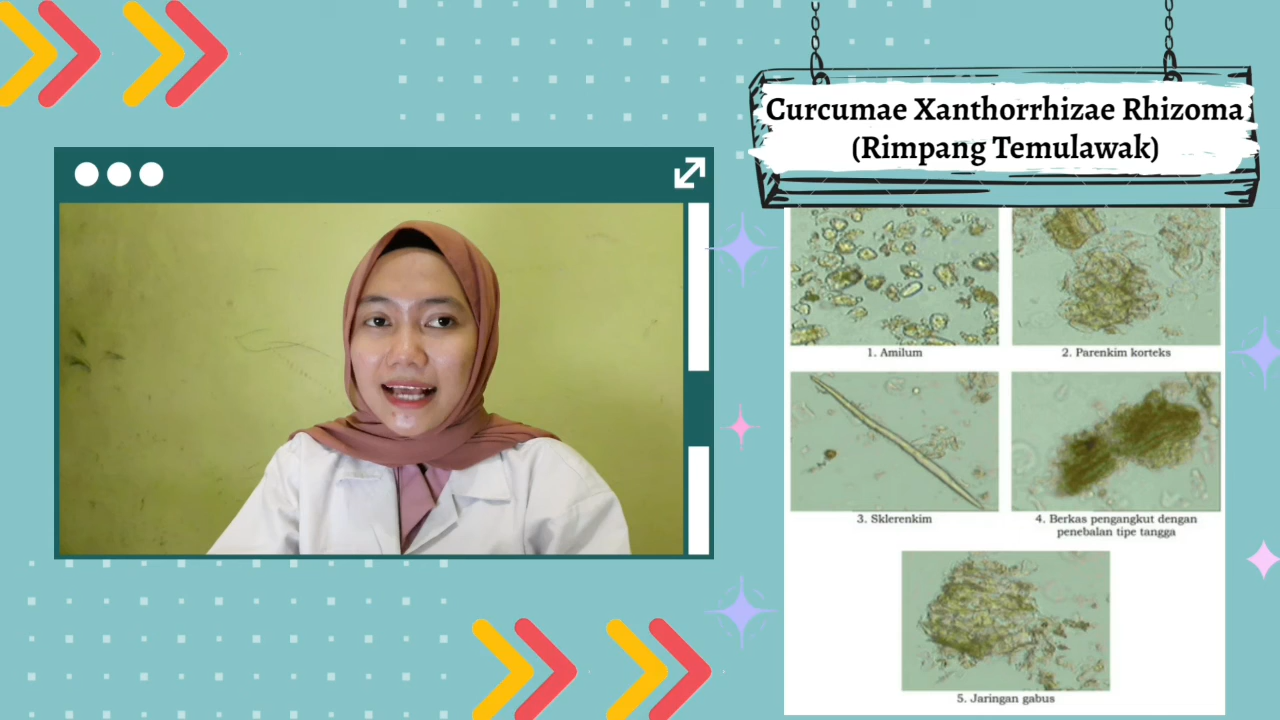 Curcumae Xanthorrhizae Rhizoma
(Rimpang Temulawak)
1. Amilum
2. Parenkim korteks
3. Sklerenkim
4. Berkas pengangkut dengan
penebalan tipe tangga
5. Jaringan gabus